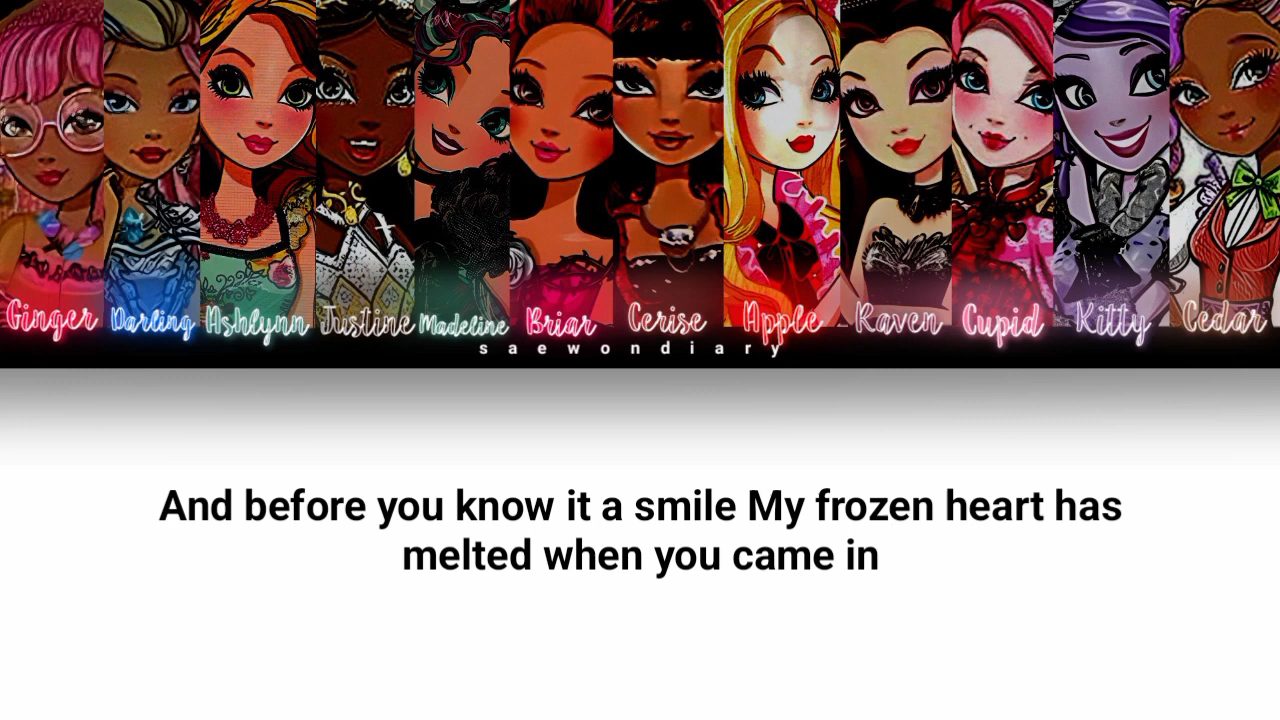 Ginger Darling Ashlynn Justine Madeline Briar Cerise Apple Raven Cupid Kitty Cedar
saewondiary
And before you know it a smile My frozen heart has
melted when you came in